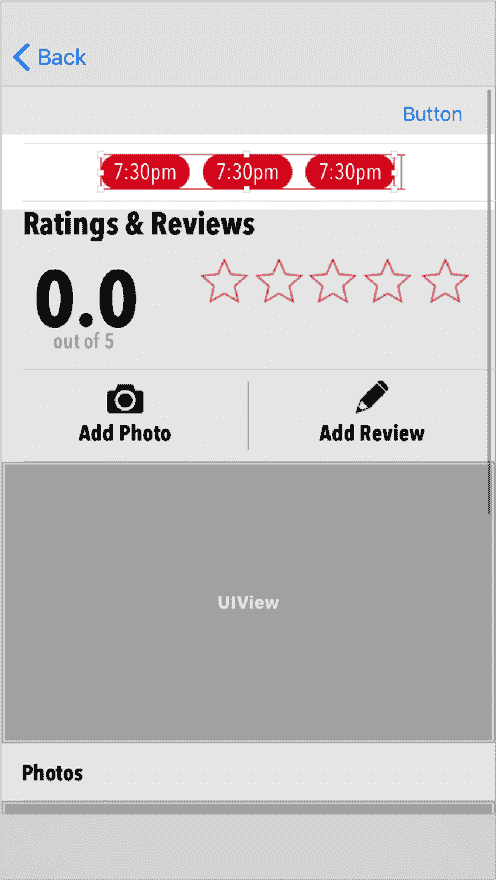 Back
Button
7:30pm 7:30pm 7:30pm
Ratings & Reviews
0.0
out of 5
Add Photo Add Review
UIView
Photos